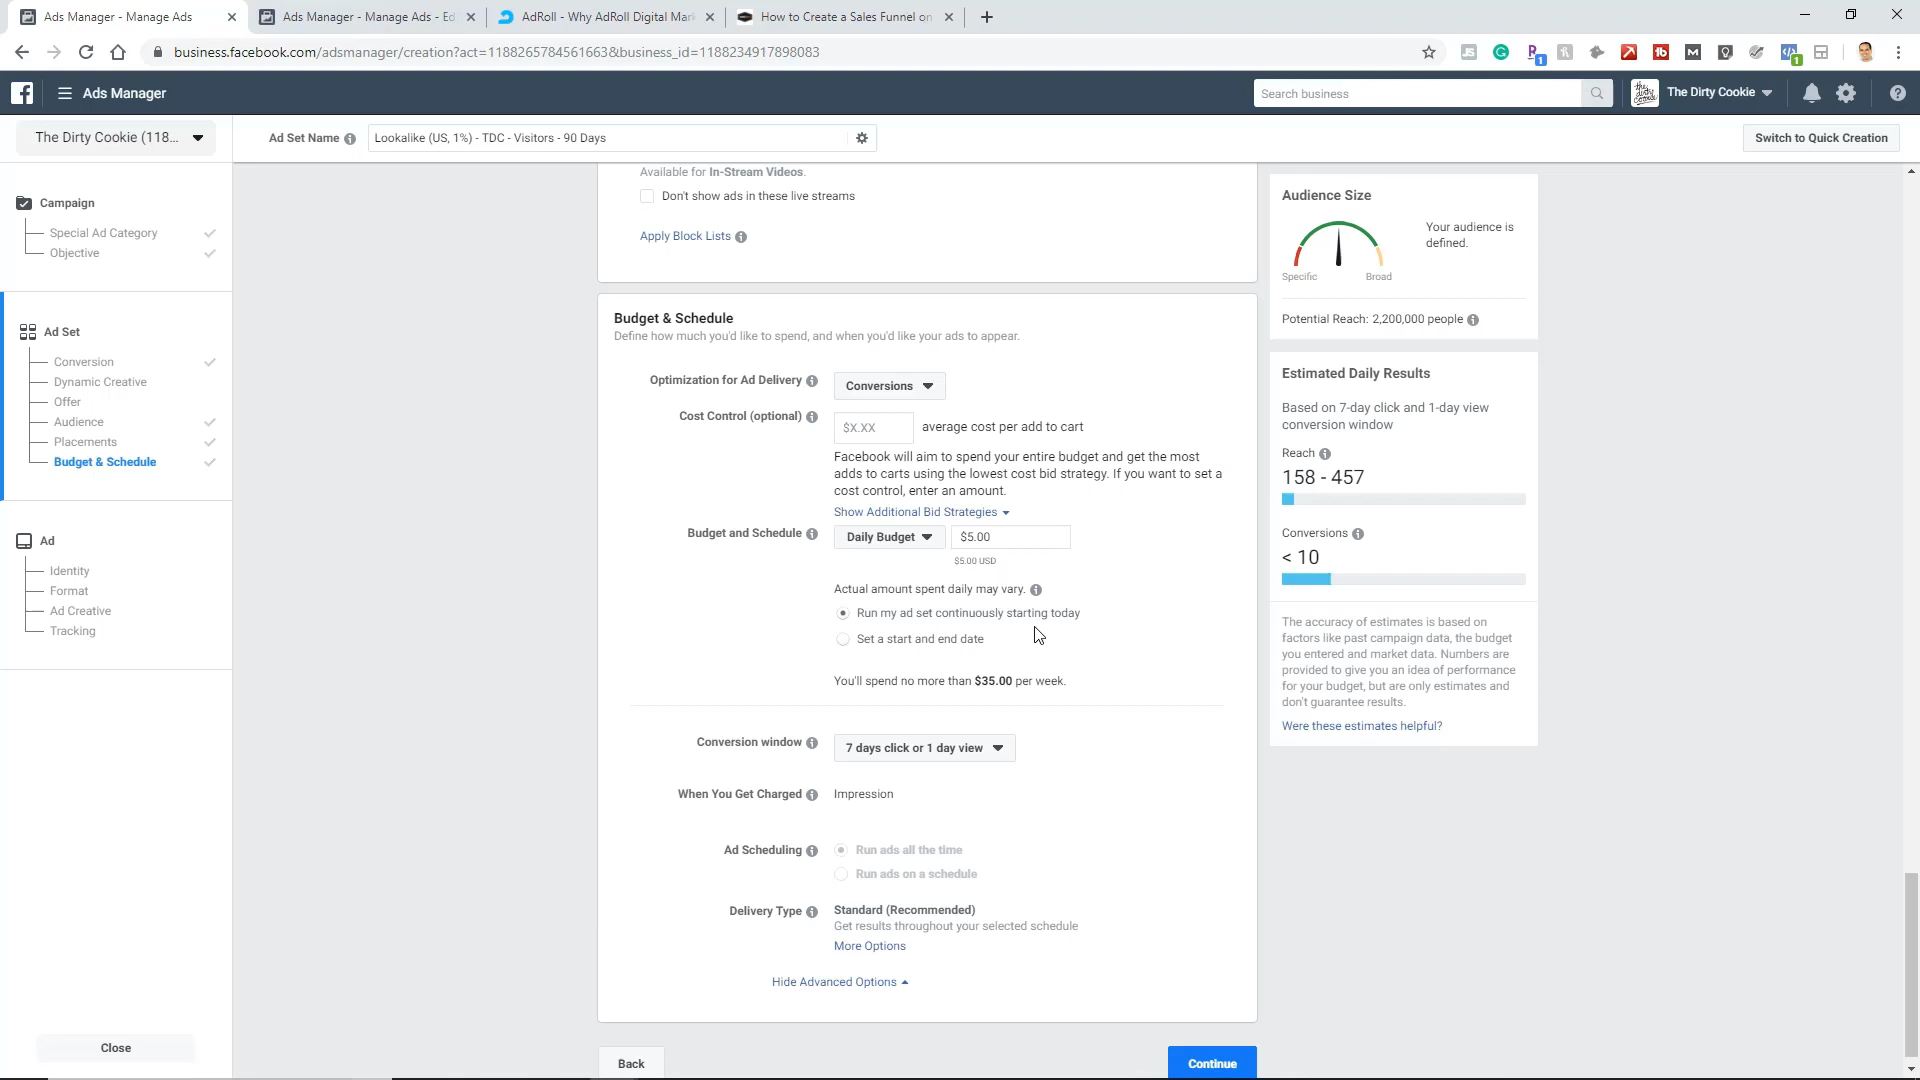 Ads Manager - Manage Ads
Ads Manager - Manage Ads - Ed
AdRoll - Why AdRoll Digital Mar
How to Create a Sales Funnel on
business.facebook.com/adsmanager/creation?act=1188265784561663&business_id=1188234917898083
Ads Manager
Search business
The Dirty Cookie
The Dirty Cookie (118...
Ad Set Name
Lookalike (US, 1%) - TDC - Visitors - 90 Days
Switch to Quick Creation
Campaign
Special Ad Category
Objective
Ad Set
Conversion
Dynamic Creative
Offer
Audience
Placements
Budget & Schedule
Ad
Identity
Format
Ad Creative
Tracking
Close
Available for In-Stream Videos.
Don't show ads in these live streams
Apply Block Lists
Budget & Schedule
Define how much you'd like to spend, and when you'd like your ads to appear.
Optimization for Ad Delivery
Conversions
Cost Control (optional)
$X.XX
average cost per add to cart
Facebook will aim to spend your entire budget and get the most
adds to carts using the lowest cost bid strategy. If you want to set a
cost control, enter an amount.
Show Additional Bid Strategies
Budget and Schedule
Daily Budget
$5.00
$5.00 USD
Actual amount spent daily may vary.
Run my ad set continuously starting today
Set a start and end date
You'll spend no more than $35.00 per week.
Conversion window
7 days click or 1 day view
When You Get Charged
Impression
Ad Scheduling
Run ads all the time
Run ads on a schedule
Delivery Type
Standard (Recommended)
Get results throughout your selected schedule
More Options
Hide Advanced Options
Back
Continue
Audience Size
Your audience is
defined.
Specific
Broad
Potential Reach: 2,200,000 people
Estimated Daily Results
Based on 7-day click and 1-day view
conversion window
Reach
158 - 457
Conversions
< 10
The accuracy of estimates is based on
factors like past campaign data, the budget
you entered and market data. Numbers are
provided to give you an idea of performance
for your budget, but are only estimates and
don't guarantee results.
Were these estimates helpful?